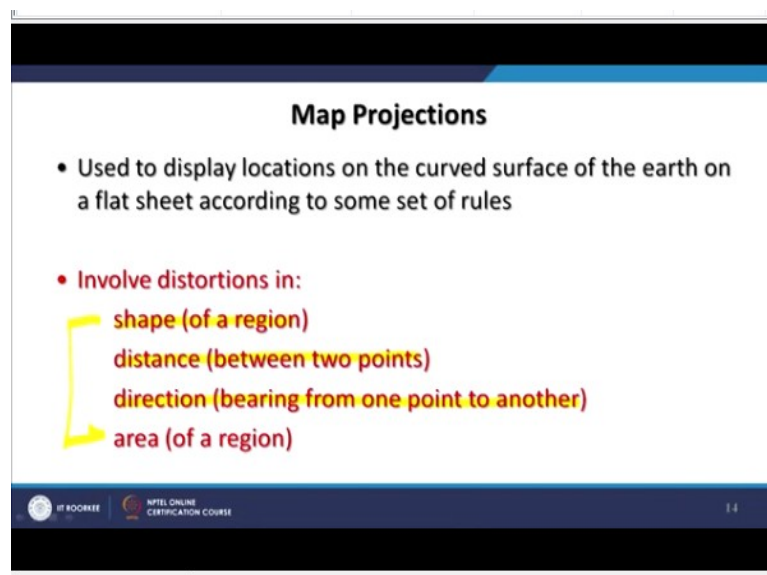 Map Projections
• Used to display locations on the curved surface of the earth on
a flat sheet according to some set of rules
• Involve distortions in:
shape (of a region)
distance (between two points)
direction (bearing from one point to another)
area (of a region)
IIT ROORKEE
NPTEL ONLINE
CERTIFICATION COURSE
14